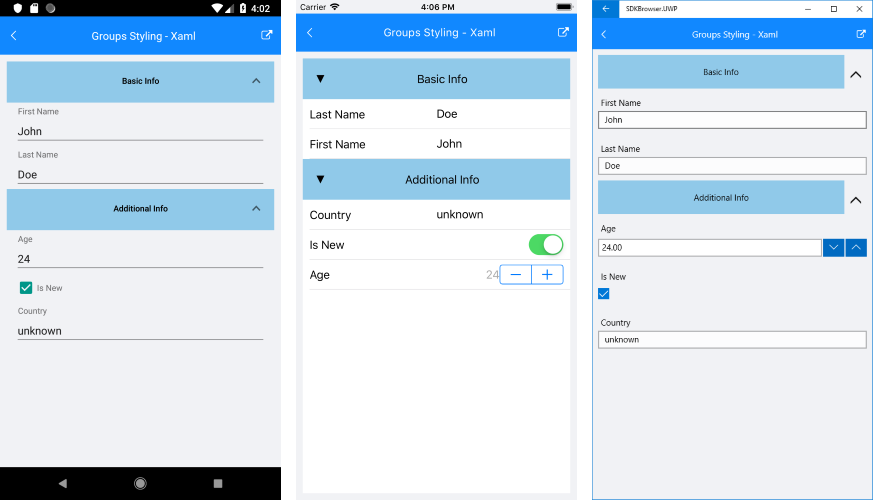 4:02
Groups Styling - Xaml
Basic Info
First Name
John
Last Name
Doe
Additional Info
Age
24
Is New
Country
unknown
Carrier
4:06 PM
Groups Styling - Xaml
Basic Info
Last Name Doe
First Name John
Additional Info
Country unknown
Is New
Age 24
SDKBrowser.UWP
Groups Styling - Xaml
Basic Info
First Name
John
Last Name
Doe
Additional Info
Age
24.00
Is New
Country
unknown